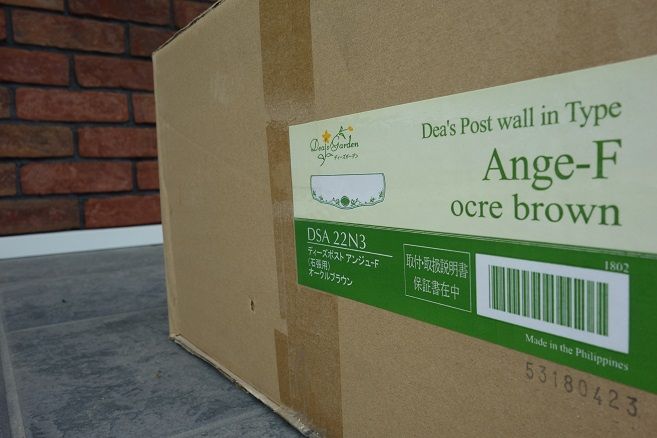 Dea's Garden
ディーズガーデン
Dea's Post wall in Type
Ange-F
ocre brown
DSA 22N3
ディーズポスト アンジュ-F
（石張用）
オークルブラウン
取付・取扱説明書
保証書在中
1802
Made in the Philippines
53180423